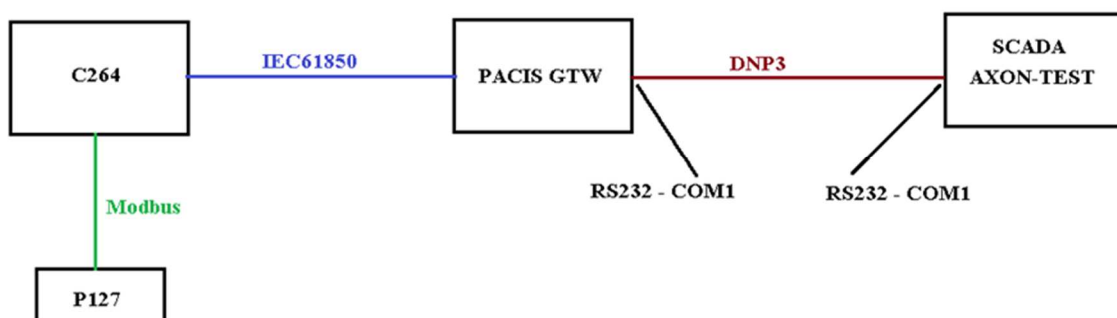 C264
IEC61850
PACIS GTW
DNP3
SCADA
AXON-TEST
RS232 - COM1
RS232 - COM1
Modbus
P127